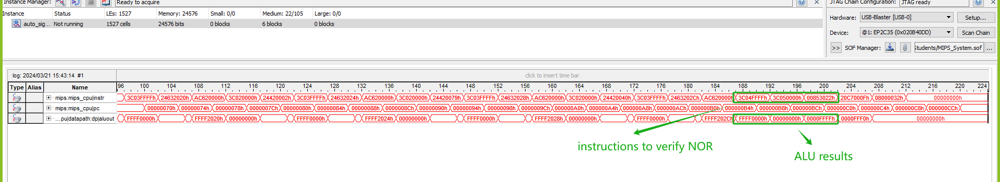 Instance Manager: Ready to acquire
JTAG Chain Configuration: JTAG ready
Instance Status LEs: 1527 Memory: 24576 Small: 0/0 Medium: 22/105 Large: 0/0
auto_sig... Not running 1527 cells 24576 bits 0 blocks 6 blocks 0 blocks
Hardware: USB-Blaster [USB-0] Setup...
Device: @1: EP2C35 (0x020B40DD) Scan Chain
>> SOF Manager: Students/MIPS_System.sof ...
log: 2024/03/21 15:43:14 #1 click to insert time bar
Type Alias Name 96 100 104 108 112 116 120 124 128 132 136 140 144 148 152 156 160 164 168 172 176 180 184 188 192 196 200 204 208 212 216 220 224
mips:mips_cpu|instr 3C03FFFFh 24632020h AC620000h 3C020000h 24420002h 3C03FFFFh 24632024h AC620000h 3C020000h 24420079h 3C03FFFFh 24632028h AC620000h 3C020000h 24420040h 3C03FFFFh 2463202Ch AC620000h 3C04FFFFh 3C050000h 00853022h 20C7000Fh 08000032h 00000000h
mips:mips_cpu|pc 00000070h 00000074h 00000078h 0000007Ch 00000080h 00000084h 00000088h 0000008Ch 00000090h 00000094h 00000098h 0000009Ch 000000A0h 000000A4h 000000A8h 000000ACh 000000B0h 000000B4h 000000B8h 000000BCh 000000C0h 000000C4h 000000C8h 000000CCh
...pu|datapath:dp|aluout FFFF0000h FFFF2020h 00000000h FFFF0000h FFFF2024h 00000000h FFFF0000h FFFF2028h 00000000h FFFF0000h FFFF202Ch FFFF0000h 00000000h 0000FFFFh 0000FFF0h 00000000h
instructions to verify NOR
ALU results